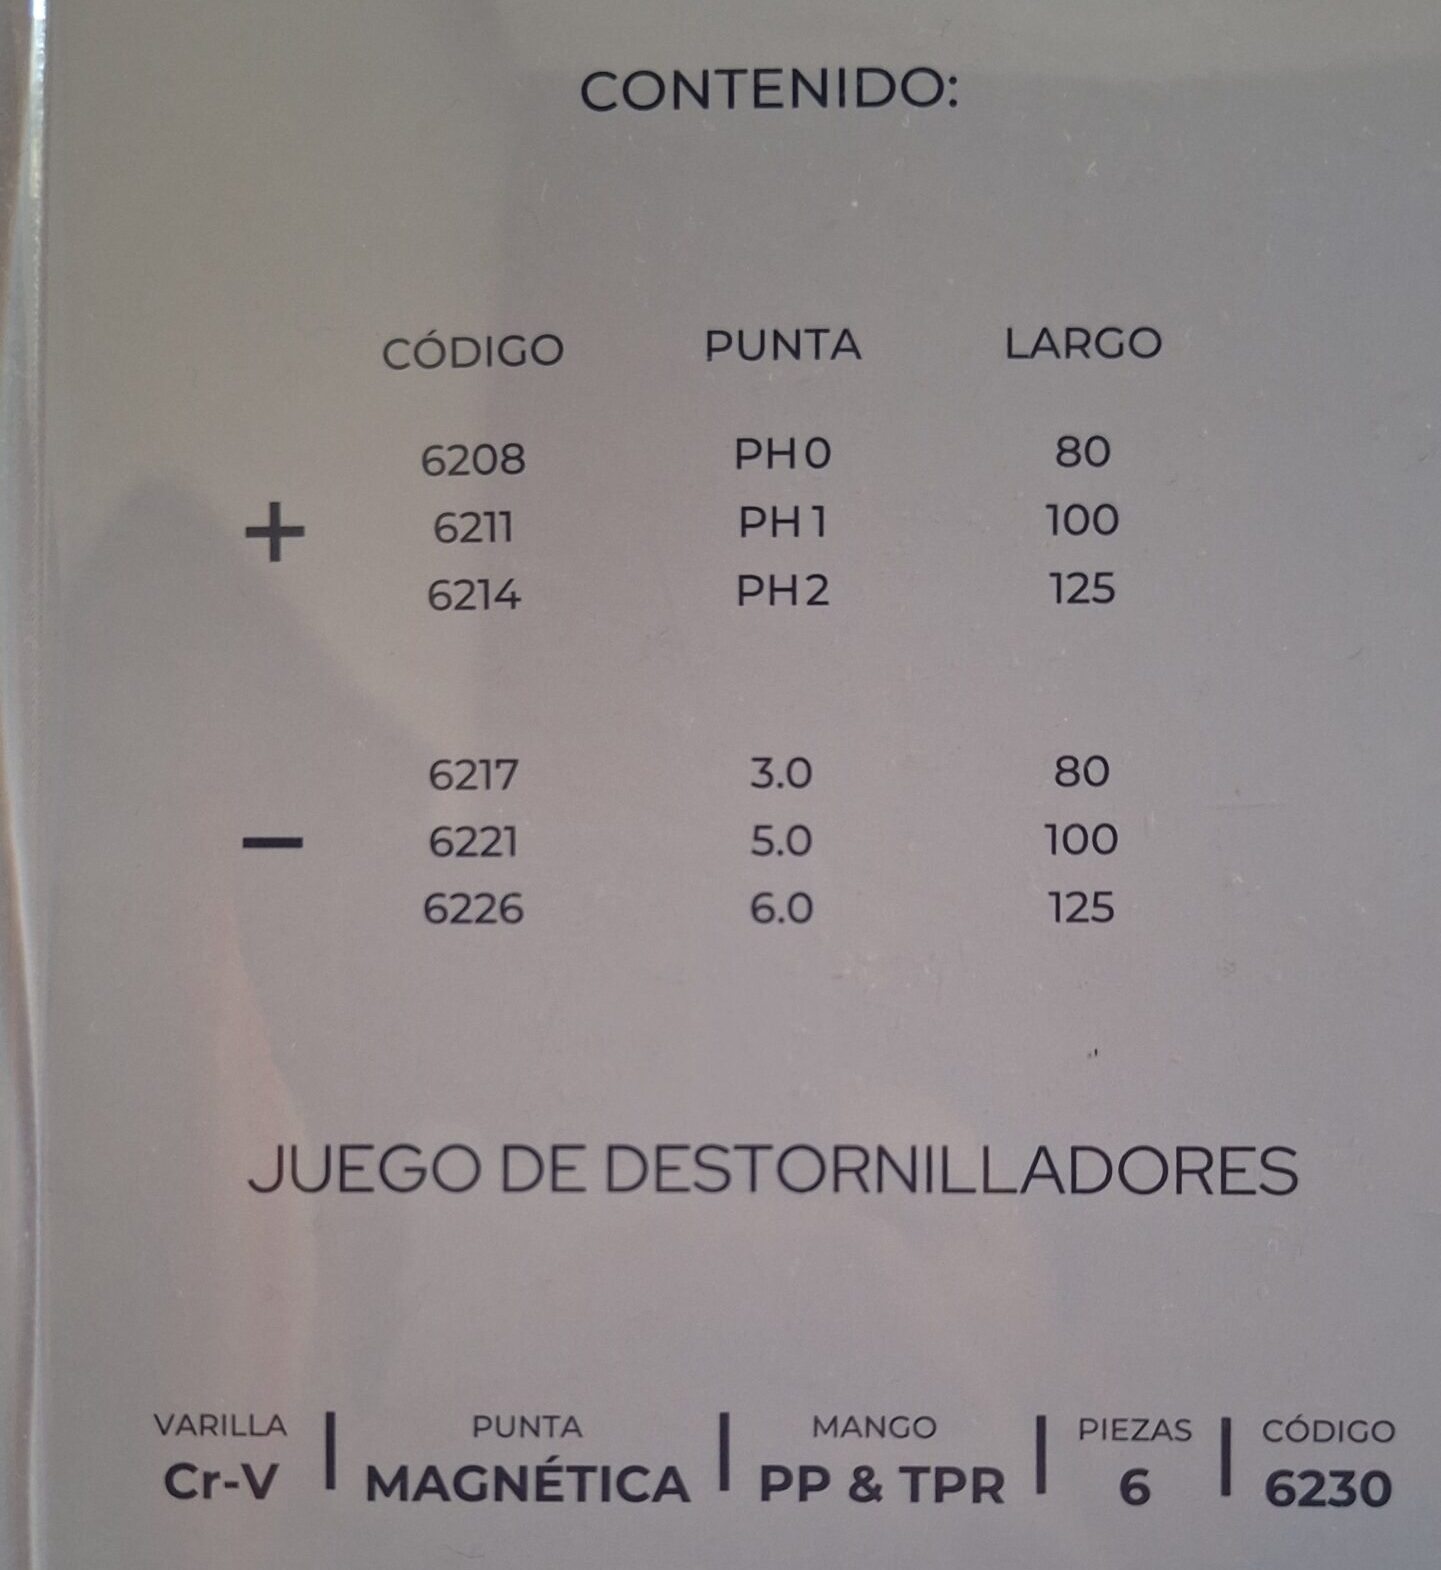 CONTENIDO:
CÓDIGO PUNTA LARGO
6208 PH0 80
+ 6211 PH1 100
6214 PH2 125
6217 3.0 80
− 6221 5.0 100
6226 6.0 125
JUEGO DE DESTORNILLADORES
VARILLA | PUNTA | MANGO | PIEZAS | CÓDIGO
Cr-V | MAGNÉTICA | PP & TPR | 6 | 6230